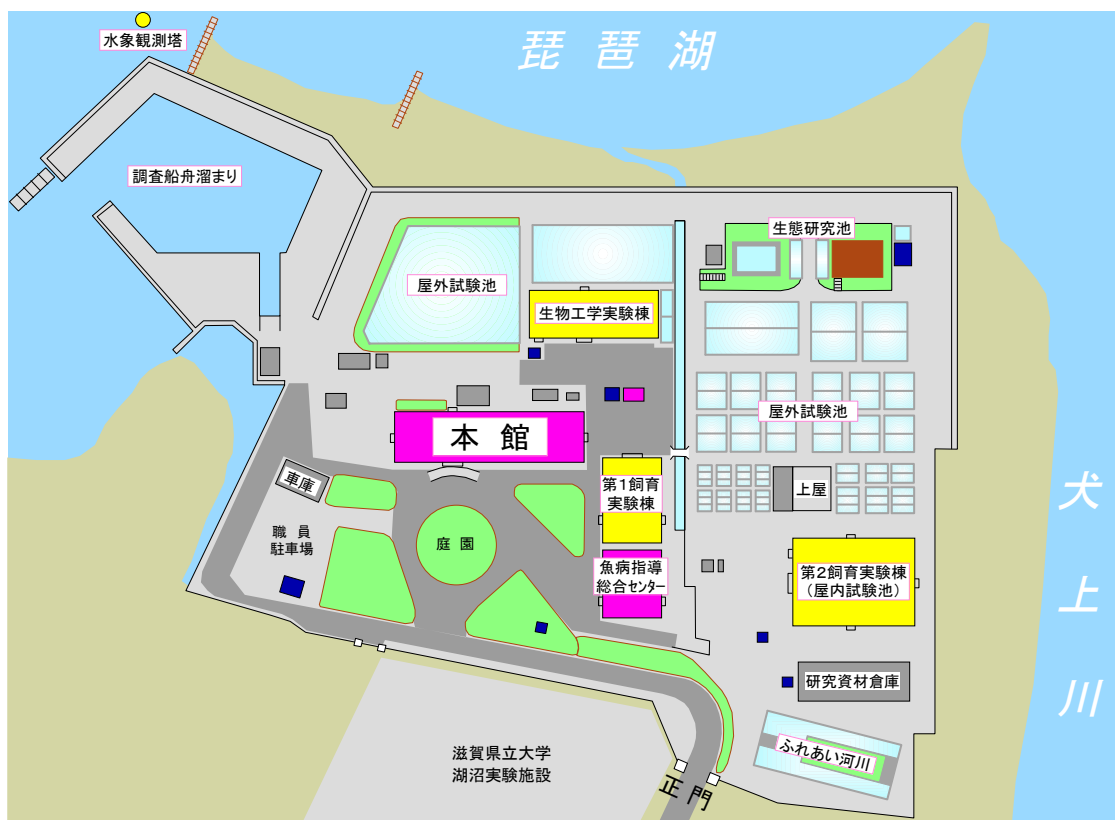 水象観測塔
琵琶湖
調査船舟溜まり
生態研究池
屋外試験池
生物工学実験棟
屋外試験池
本館
車庫
第1飼育
実験棟
上屋
職員
駐車場
庭園
魚病指導
総合センター
第2飼育実験棟
(屋内試験池)
犬上川
研究資材倉庫
ふれあい河川
滋賀県立大学
湖沼実験施設
正門